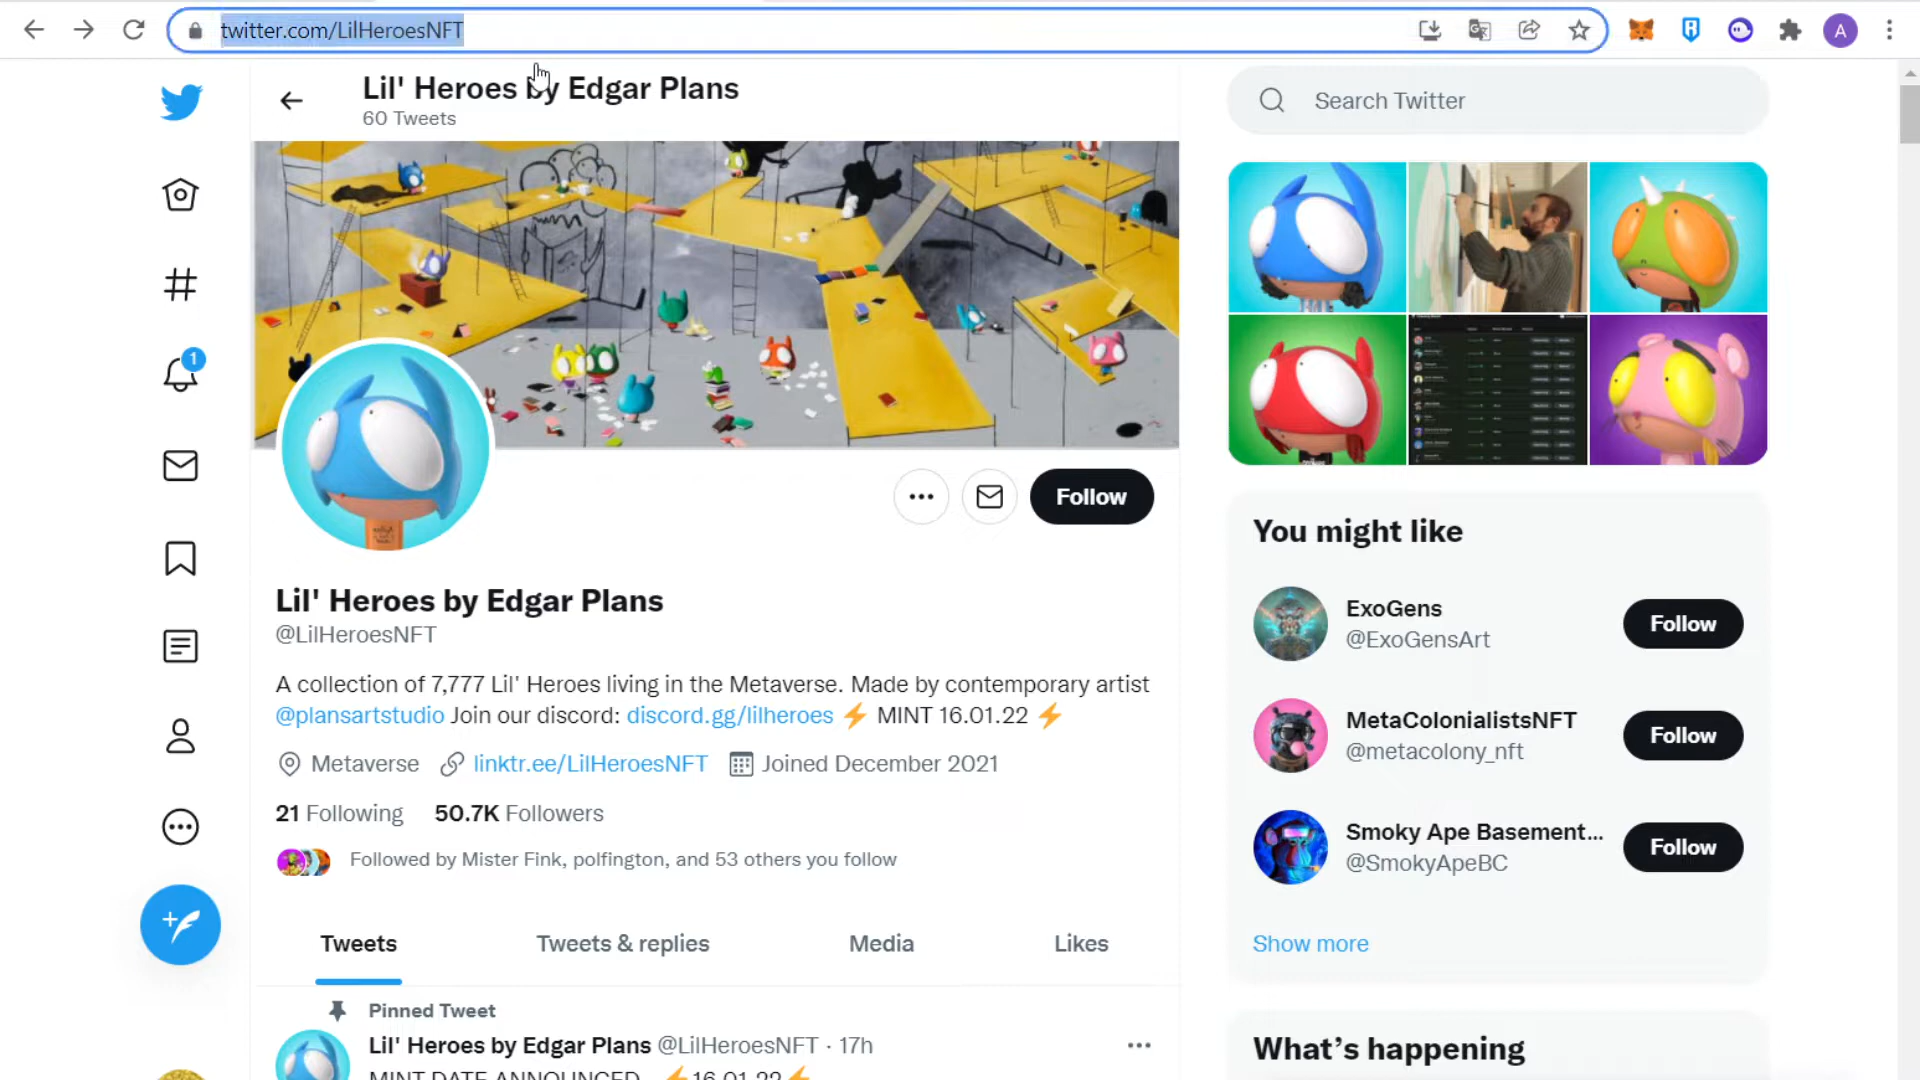 twitter.com/LilHeroesNFT
A
Lil' Heroes by Edgar Plans
60 Tweets
Search Twitter
1
Follow
Lil' Heroes by Edgar Plans
@LilHeroesNFT
A collection of 7,777 Lil' Heroes living in the Metaverse. Made by contemporary artist
@plansartstudio Join our discord: discord.gg/lilheroes ⚡ MINT 16.01.22 ⚡
Metaverse linktr.ee/LilHeroesNFT Joined December 2021
21 Following 50.7K Followers
Followed by Mister Fink, polfington, and 53 others you follow
Tweets Tweets & replies Media Likes
Pinned Tweet
Lil' Heroes by Edgar Plans @LilHeroesNFT · 17h
MINT DATE ANNOUNCED ⚡16.01.22⚡
You might like
ExoGens
@ExoGensArt
Follow
MetaColonialistsNFT
@metacolony_nft
Follow
Smoky Ape Basement...
@SmokyApeBC
Follow
Show more
What's happening